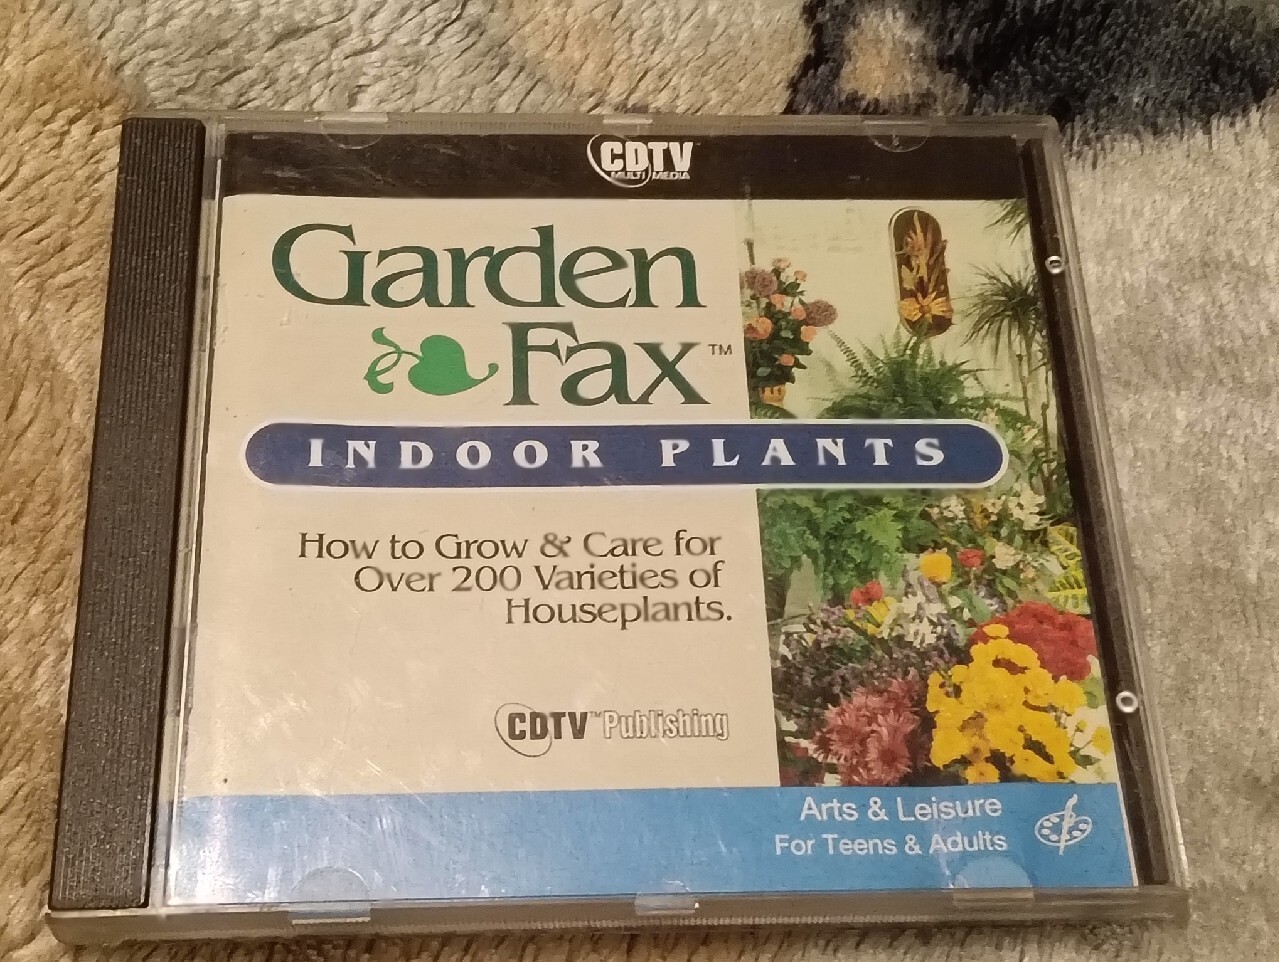 CDTV™
MULTI MEDIA
Garden
Fax™
INDOOR PLANTS
How to Grow & Care for
Over 200 Varieties of
Houseplants.
CDTV™ Publishing
Arts & Leisure
For Teens & Adults